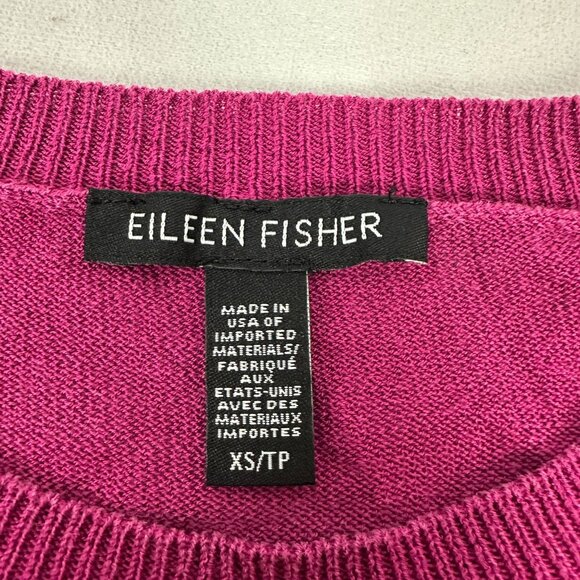 EILEEN FISHER
MADE IN
USA OF
IMPORTED
MATERIALS/
FABRIQUÉ
AUX
ETATS-UNIS
AVEC DES
MATERIAUX
IMPORTES
XS/TP